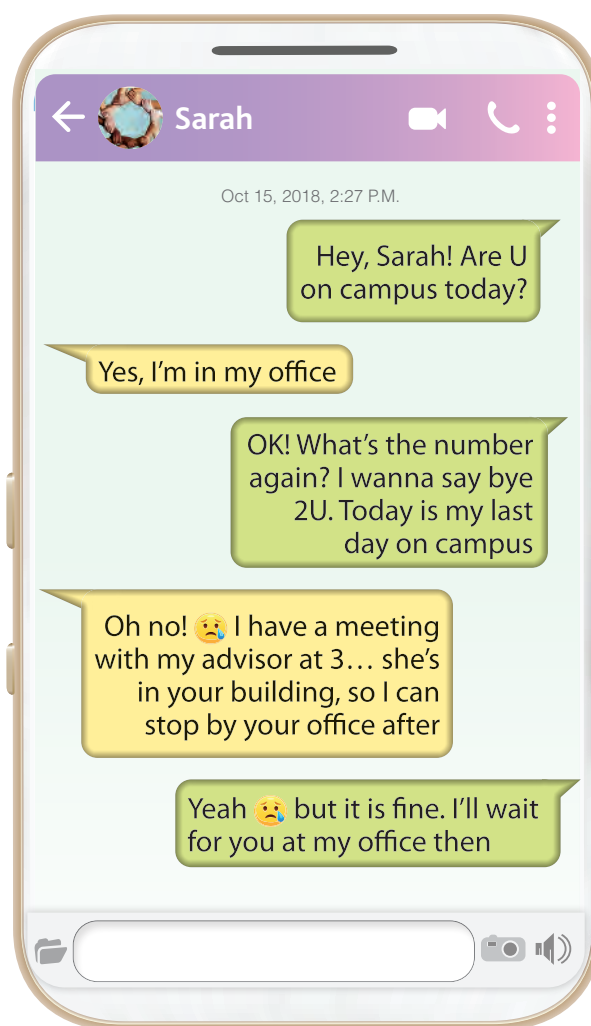 Sarah
Oct 15, 2018, 2:27 P.M.
Hey, Sarah! Are U
on campus today?
Yes, I'm in my office
OK! What's the number
again? I wanna say bye
2U. Today is my last
day on campus
Oh no! 😢 I have a meeting
with my advisor at 3... she's
in your building, so I can
stop by your office after
Yeah 😢 but it is fine. I'll wait
for you at my office then